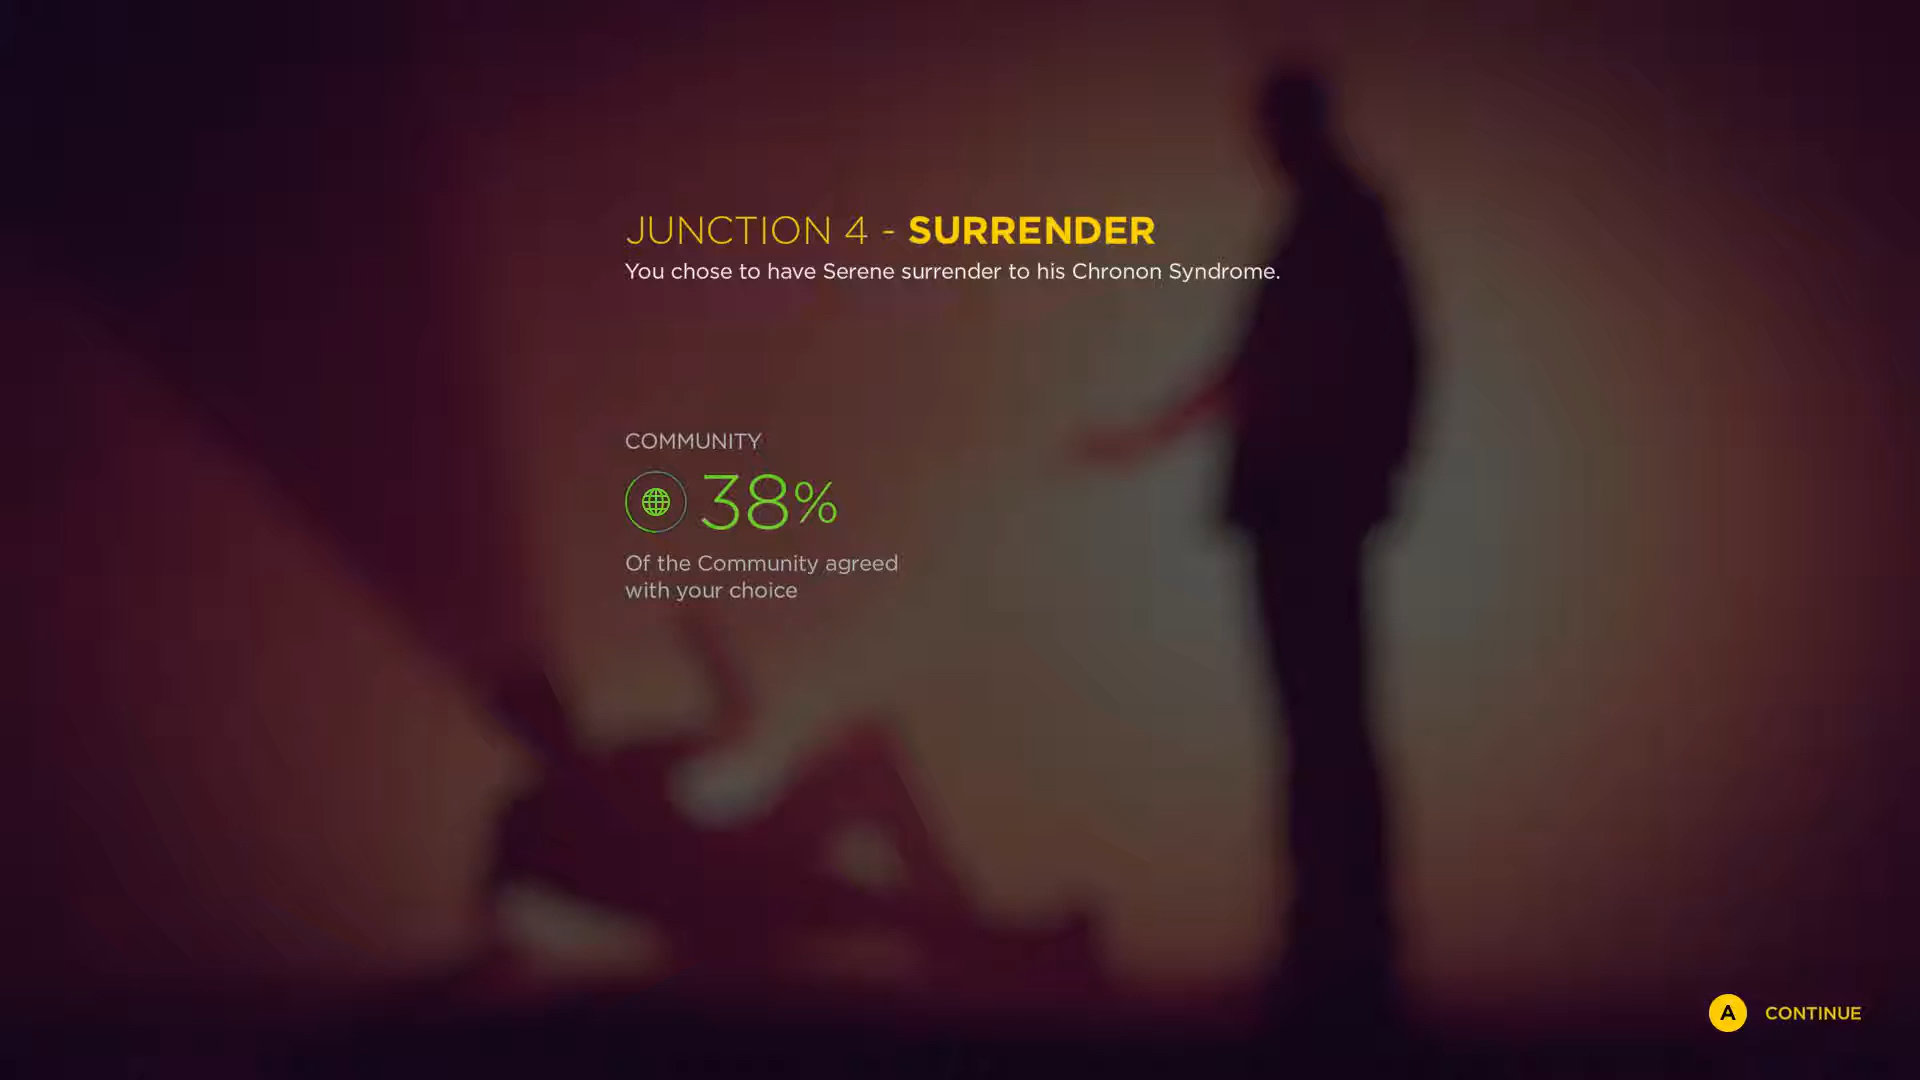 JUNCTION 4 - SURRENDER
You chose to have Serene surrender to his Chronon Syndrome.
COMMUNITY
38%
Of the Community agreed
with your choice
A CONTINUE